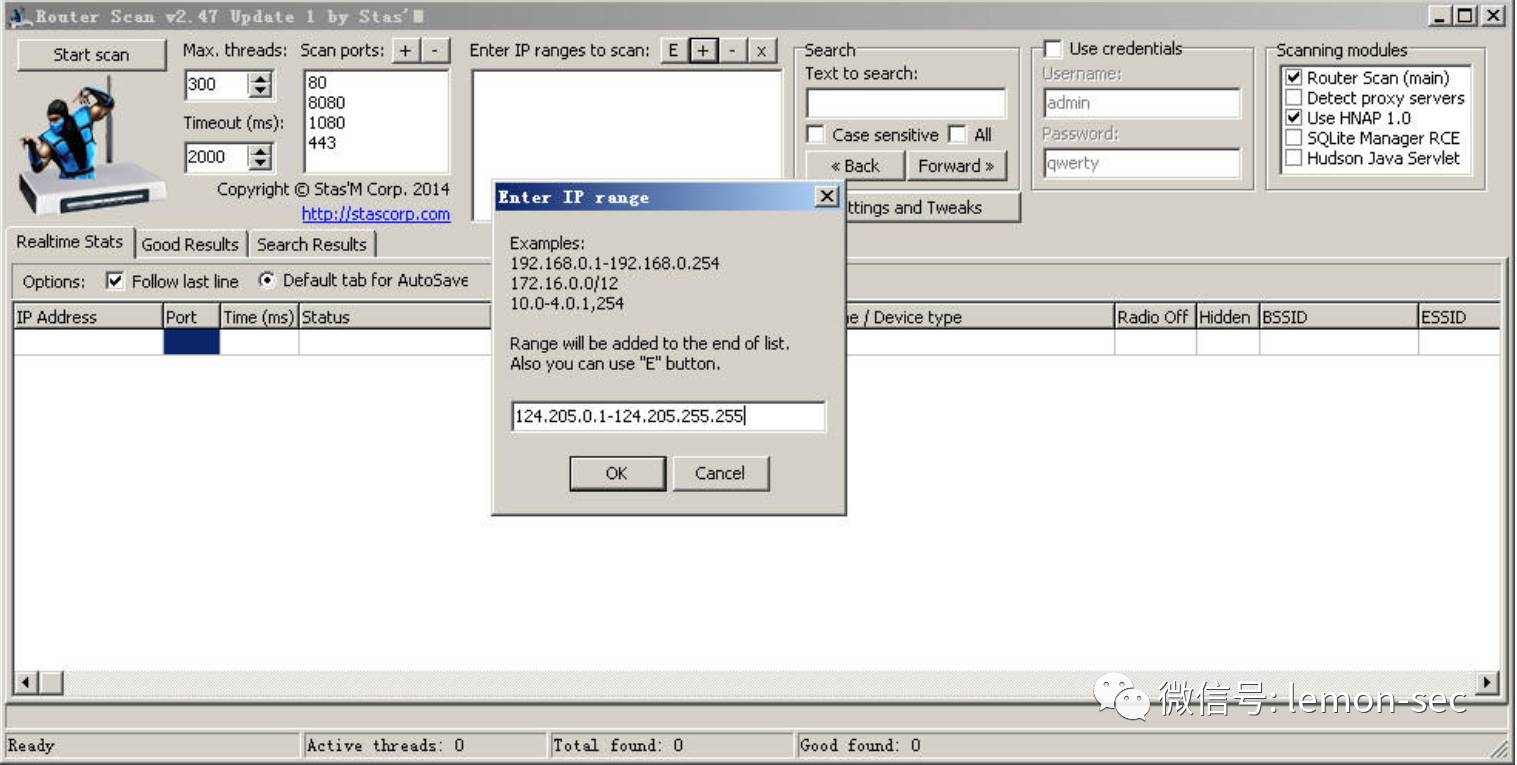 Router Scan v2.47 Update 1 by Stas'M
Start scan
Max. threads:
300
Timeout (ms):
2000
Scan ports: + -
80
8080
1080
443
Copyright © Stas'M Corp. 2014
http://stascorp.com
Enter IP ranges to scan: E + - x
Search
Text to search:
Case sensitive All
« Back Forward »
ttings and Tweaks
Use credentials
Username:
admin
Password:
qwerty
Scanning modules
Router Scan (main)
Detect proxy servers
Use HNAP 1.0
SQLite Manager RCE
Hudson Java Servlet
Realtime Stats Good Results Search Results
Options: Follow last line Default tab for AutoSave
IP Address Port Time (ms) Status / Device type Radio Off Hidden BSSID ESSID
Enter IP range
Examples:
192.168.0.1-192.168.0.254
172.16.0.0/12
10.0-4.0.1,254
Range will be added to the end of list.
Also you can use "E" button.
124.205.0.1-124.205.255.255
OK Cancel
微信号: lemon-sec
Ready Active threads: 0 Total found: 0 Good found: 0